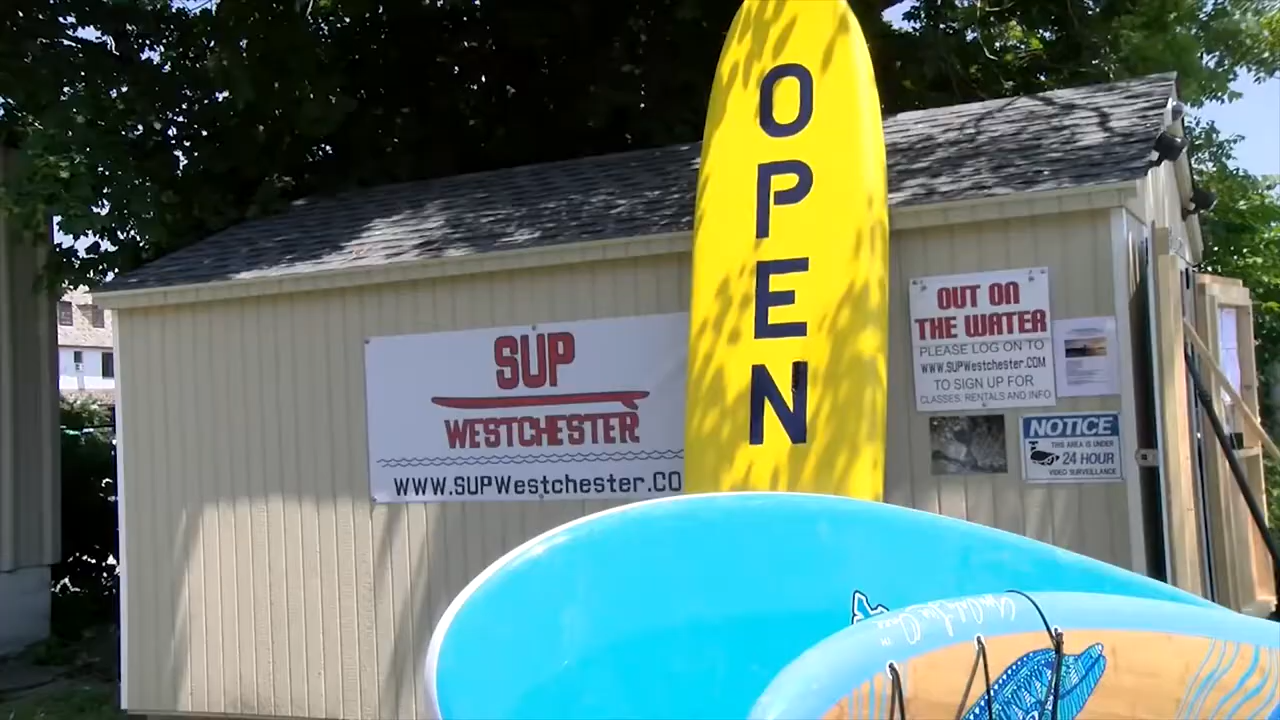 OPEN
SUP
WESTCHESTER
WWW.SUPWestchester.CO
OUT ON
THE WATER
PLEASE LOG ON TO
WWW.SUPWestchester.COM
TO SIGN UP FOR
CLASSES, RENTALS AND INFO
NOTICE
THIS AREA IS UNDER
24 HOUR
VIDEO SURVEILLANCE